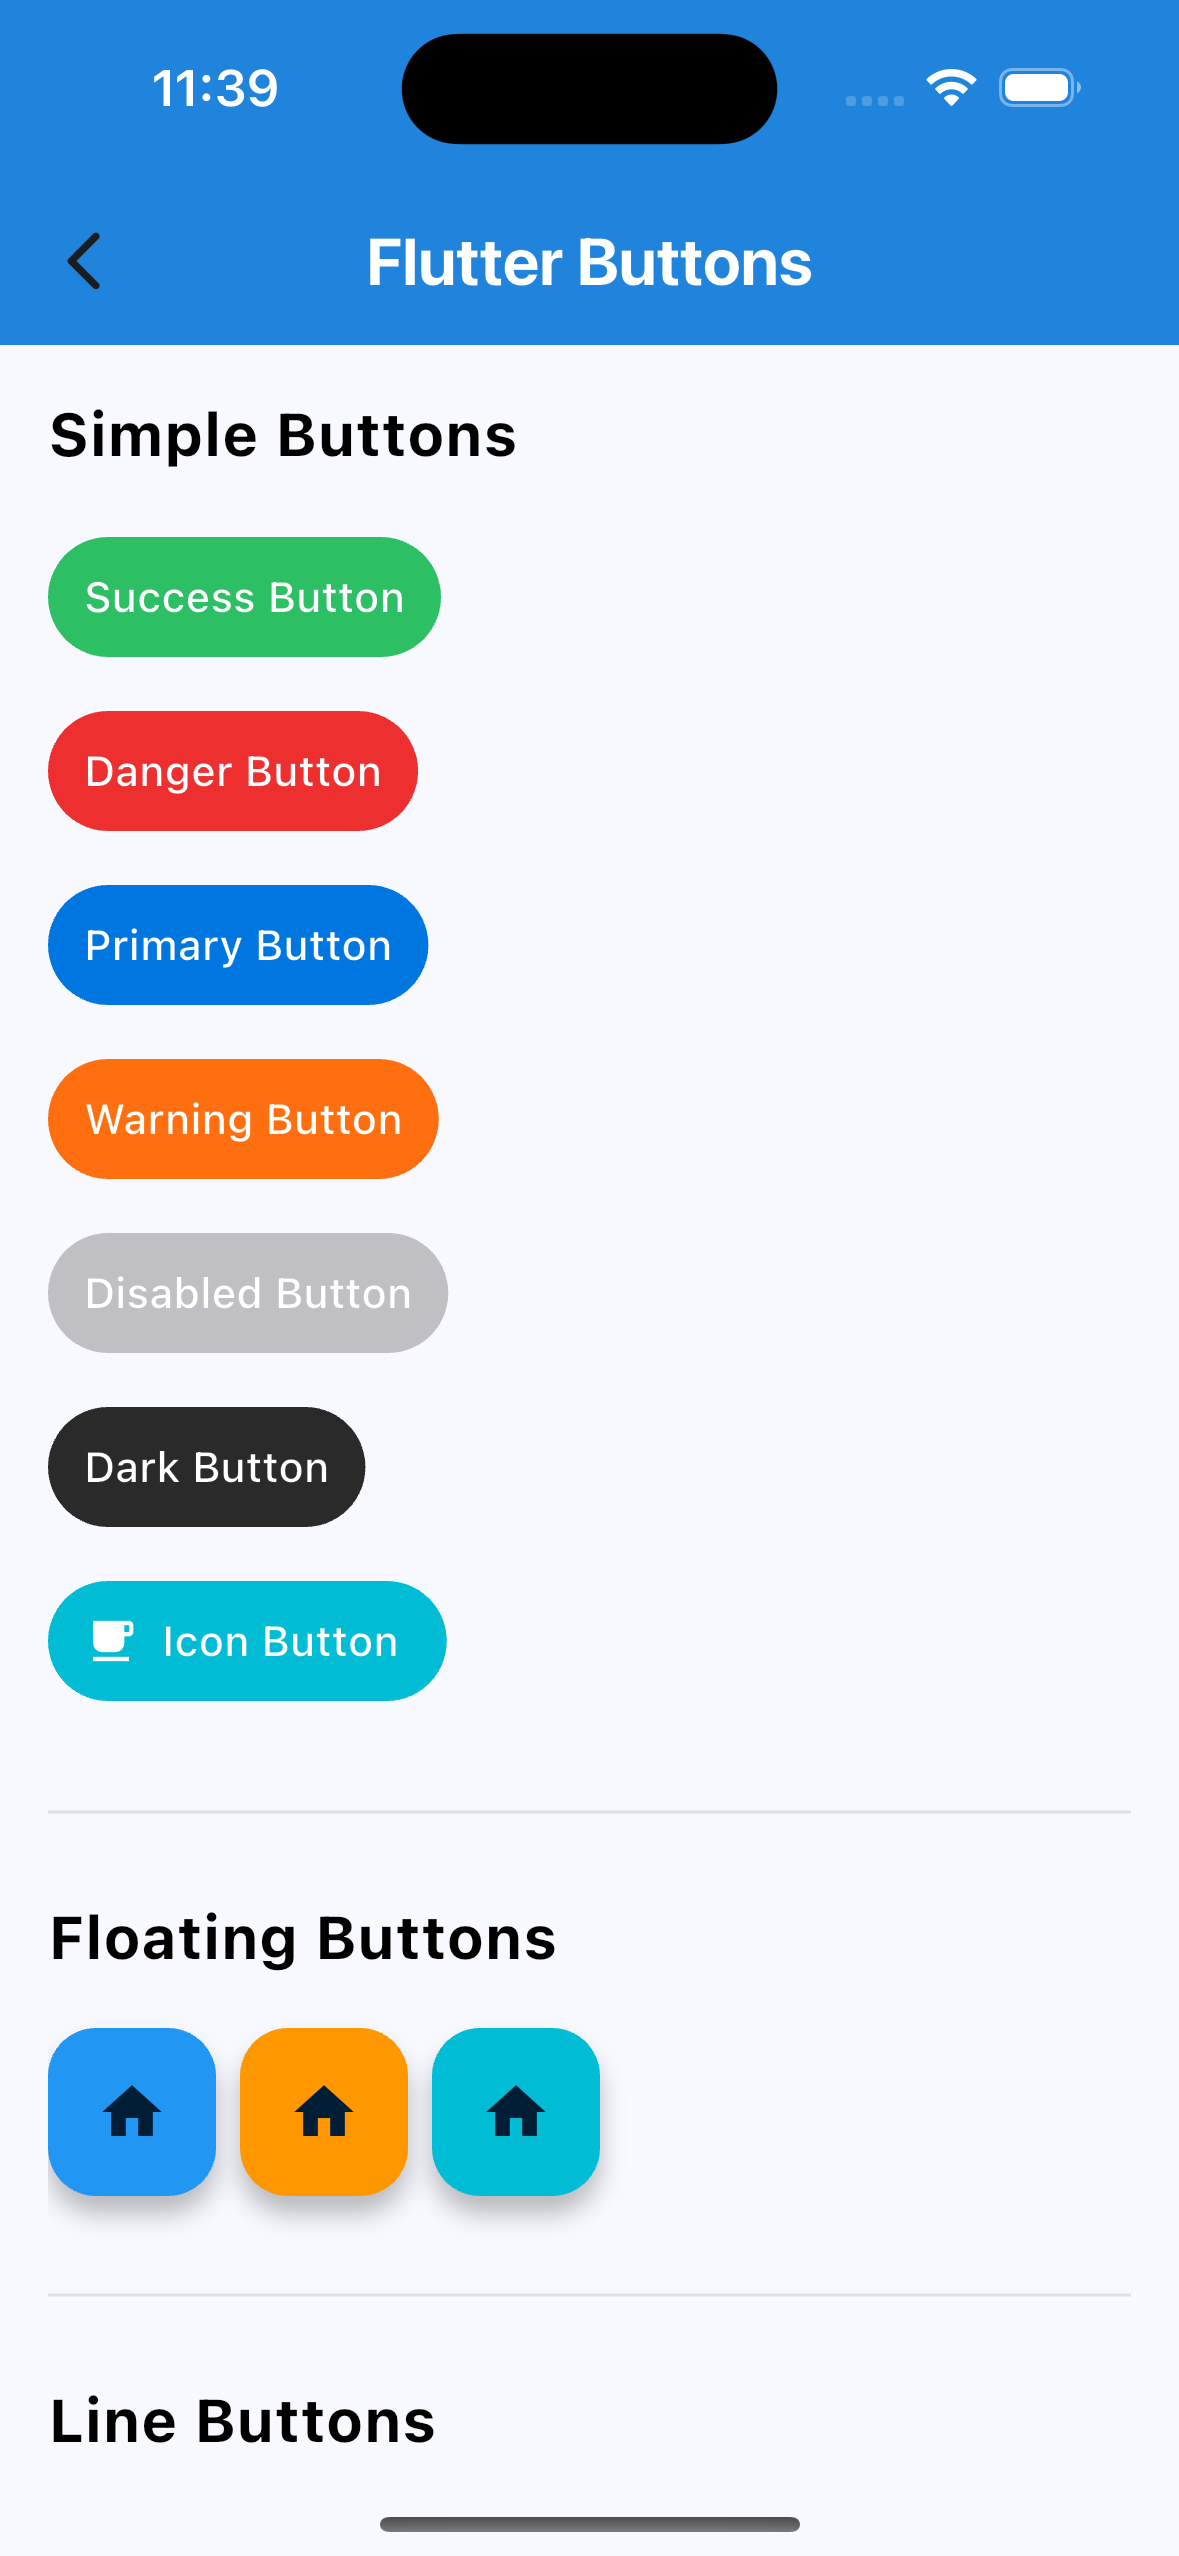 11:39
Flutter Buttons
Simple Buttons
Success Button
Danger Button
Primary Button
Warning Button
Disabled Button
Dark Button
Icon Button
Floating Buttons
Line Buttons